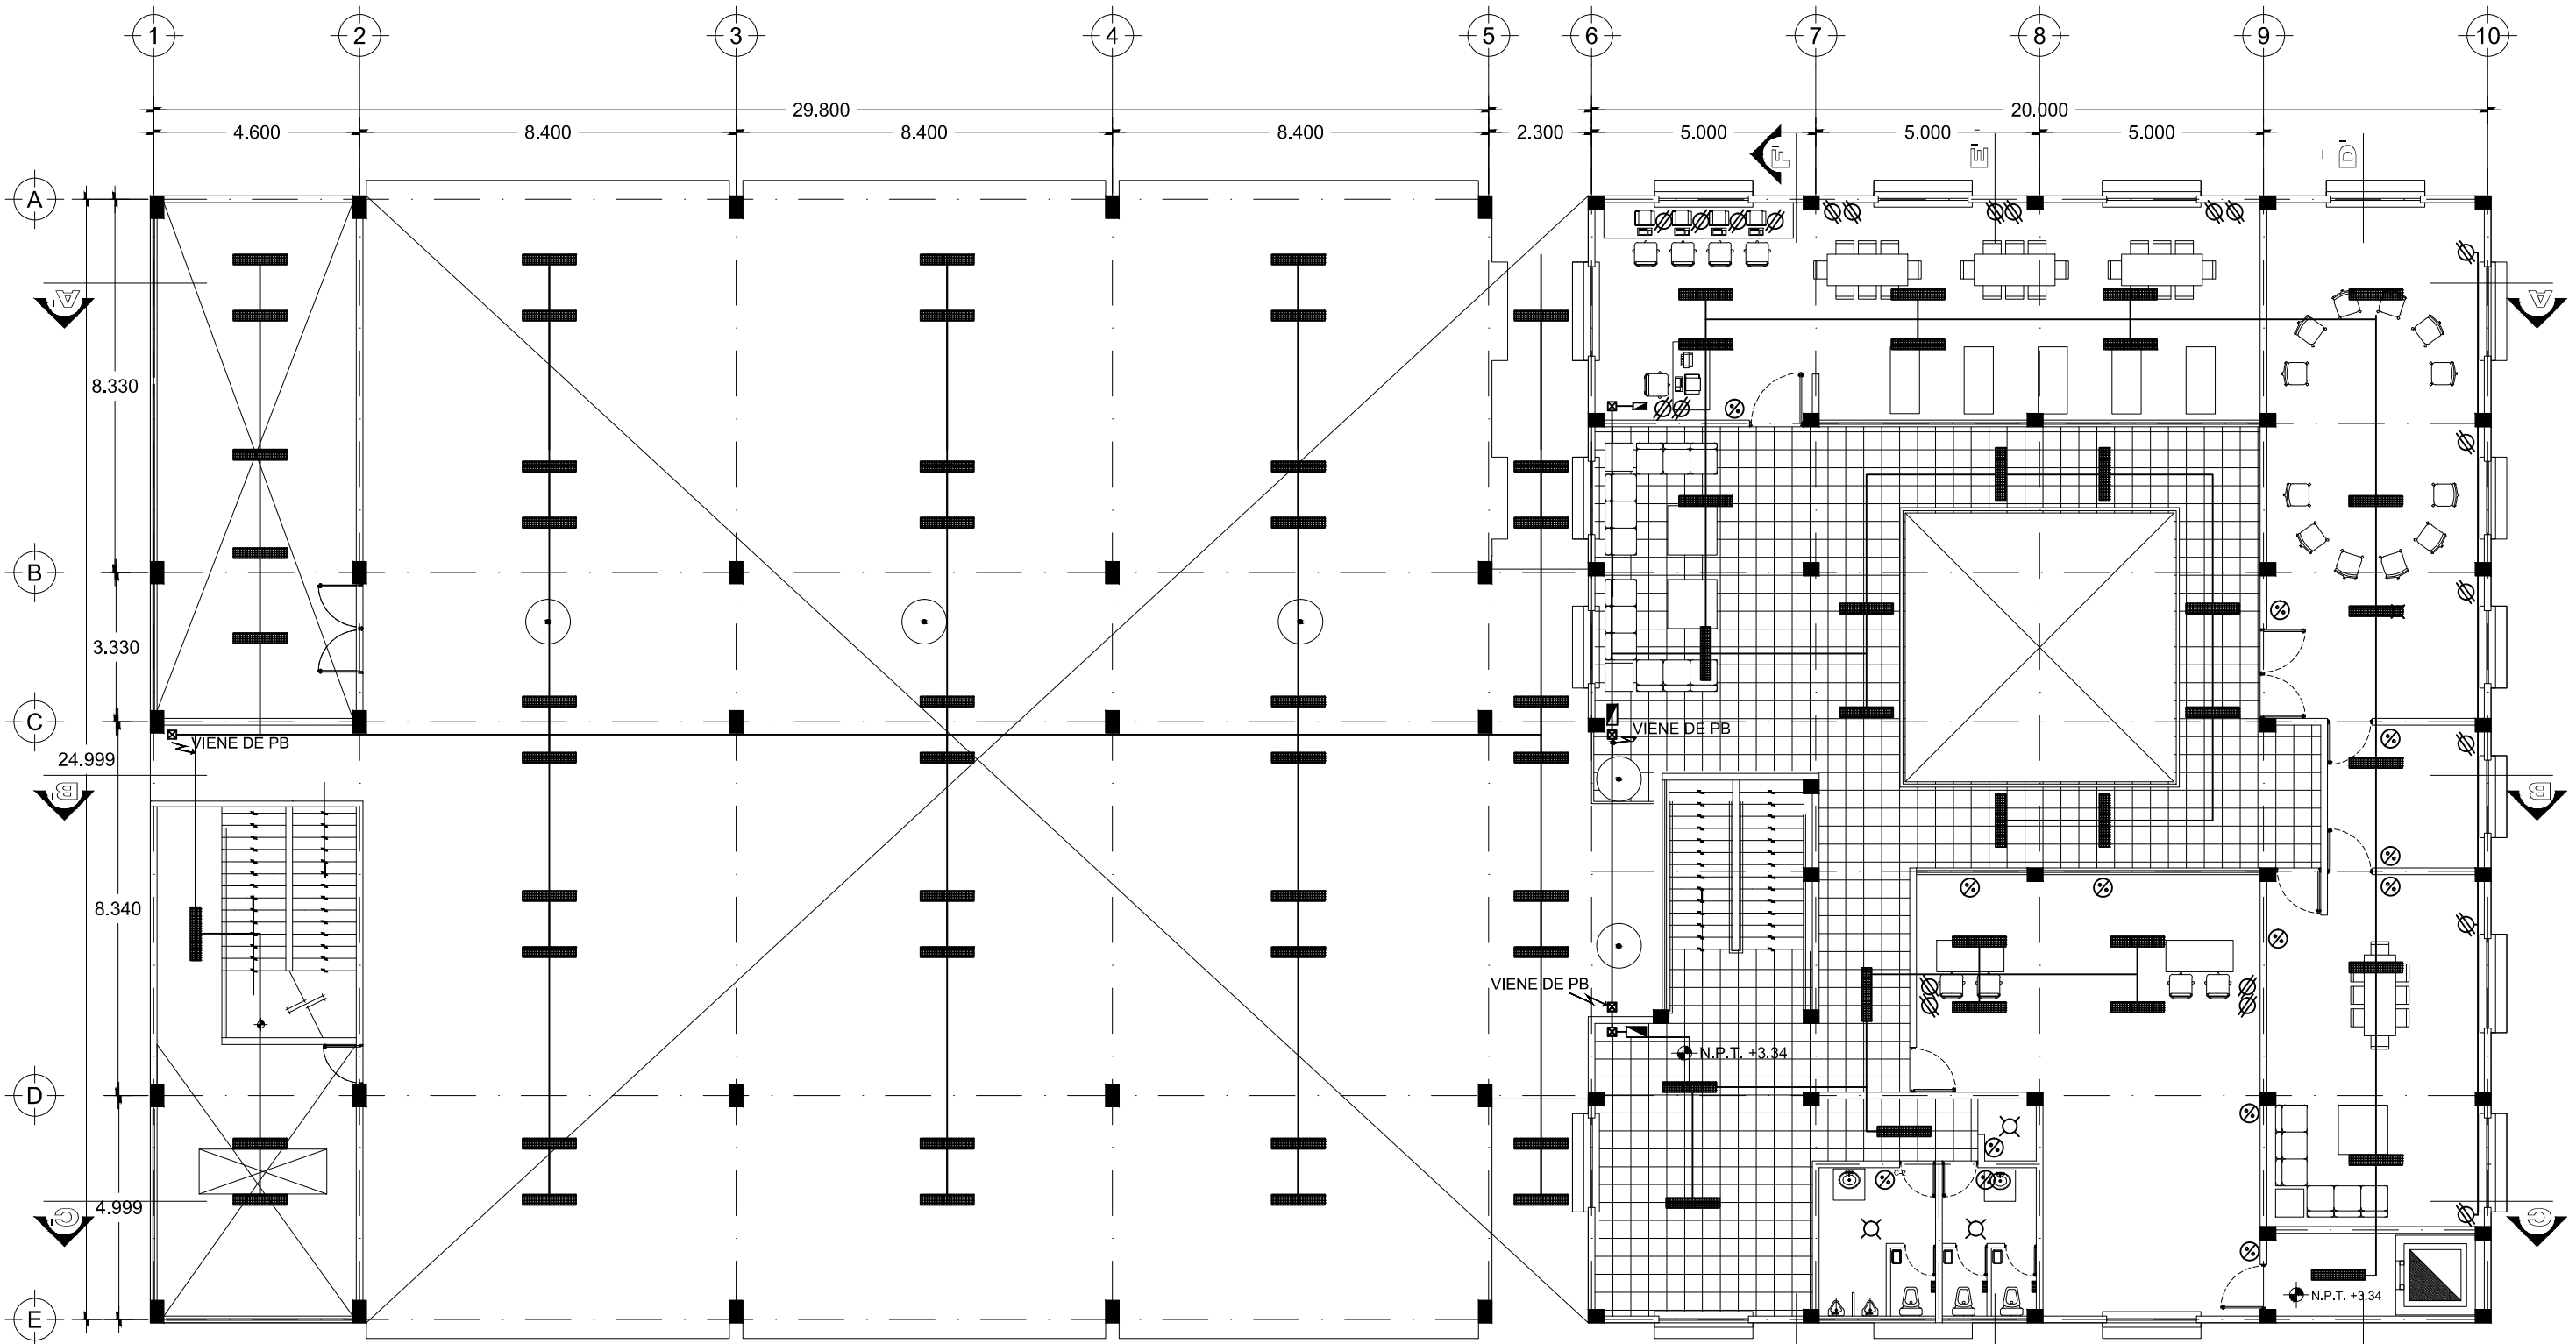 1 2 3 4 5 6 7 8 9 10
29.800 20.000
4.600 8.400 8.400 8.400 2.300 5.000 5.000 5.000
F' E' D'
A
A' A
8.330
B
3.330
C
VIENE DE PB VIENE DE PB
24.999
B' B
8.340
VIENE DE PB
N.P.T. +3.34
D
4.999
C' C
N.P.T. +3.34
E